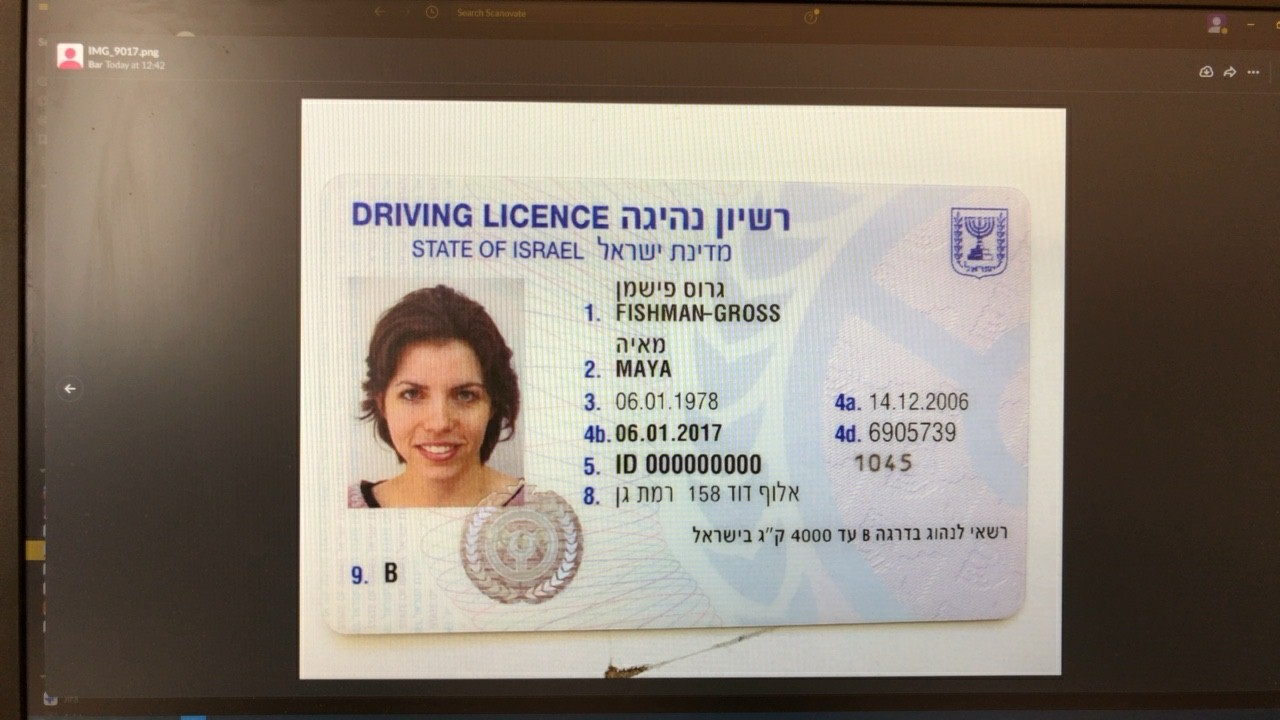 Search Scanovate
IMG_9017.png
Bar Today at 12:42
DRIVING LICENCE רשיון נהיגה
STATE OF ISRAEL מדינת ישראל
ישראל
גרוס פישמן
1. FISHMAN-GROSS
מאיה
2. MAYA
3. 06.01.1978 4a. 14.12.2006
4b. 06.01.2017 4d. 6905739
5. ID 000000000 1045
8. אלוף דוד 158 רמת גן
רשאי לנהוג בדרגה B עד 4000 ק"ג בישראל
9. B